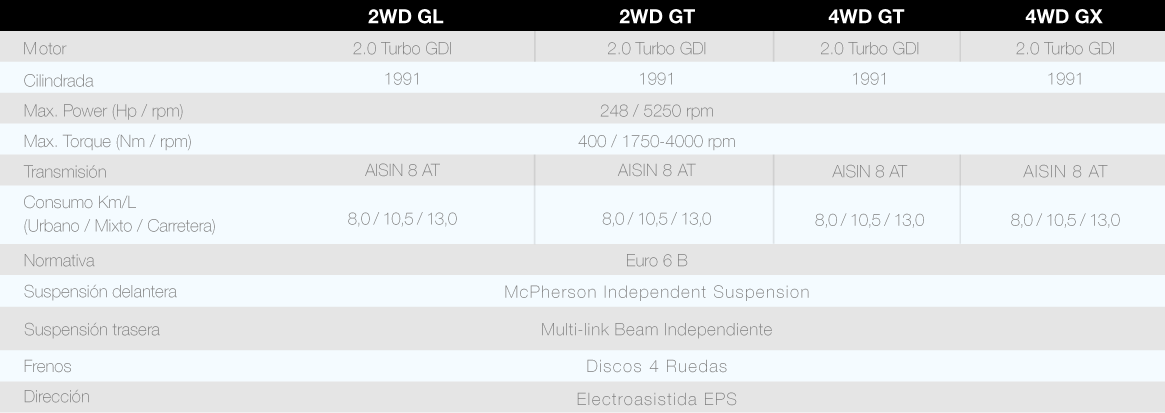 2WD GL 2WD GT 4WD GT 4WD GX
Motor 2.0 Turbo GDI 2.0 Turbo GDI 2.0 Turbo GDI 2.0 Turbo GDI
Cilindrada 1991 1991 1991 1991
Max. Power (Hp / rpm) 248 / 5250 rpm
Max. Torque (Nm / rpm) 400 / 1750-4000 rpm
Transmisión AISIN 8 AT AISIN 8 AT AISIN 8 AT AISIN 8 AT
Consumo Km/L
(Urbano / Mixto / Carretera) 8,0 / 10,5 / 13,0 8,0 / 10,5 / 13,0 8,0 / 10,5 / 13,0 8,0 / 10,5 / 13,0
Normativa Euro 6 B
Suspensión delantera McPherson Independent Suspension
Suspensión trasera Multi-link Beam Independiente
Frenos Discos 4 Ruedas
Dirección Electroasistida EPS